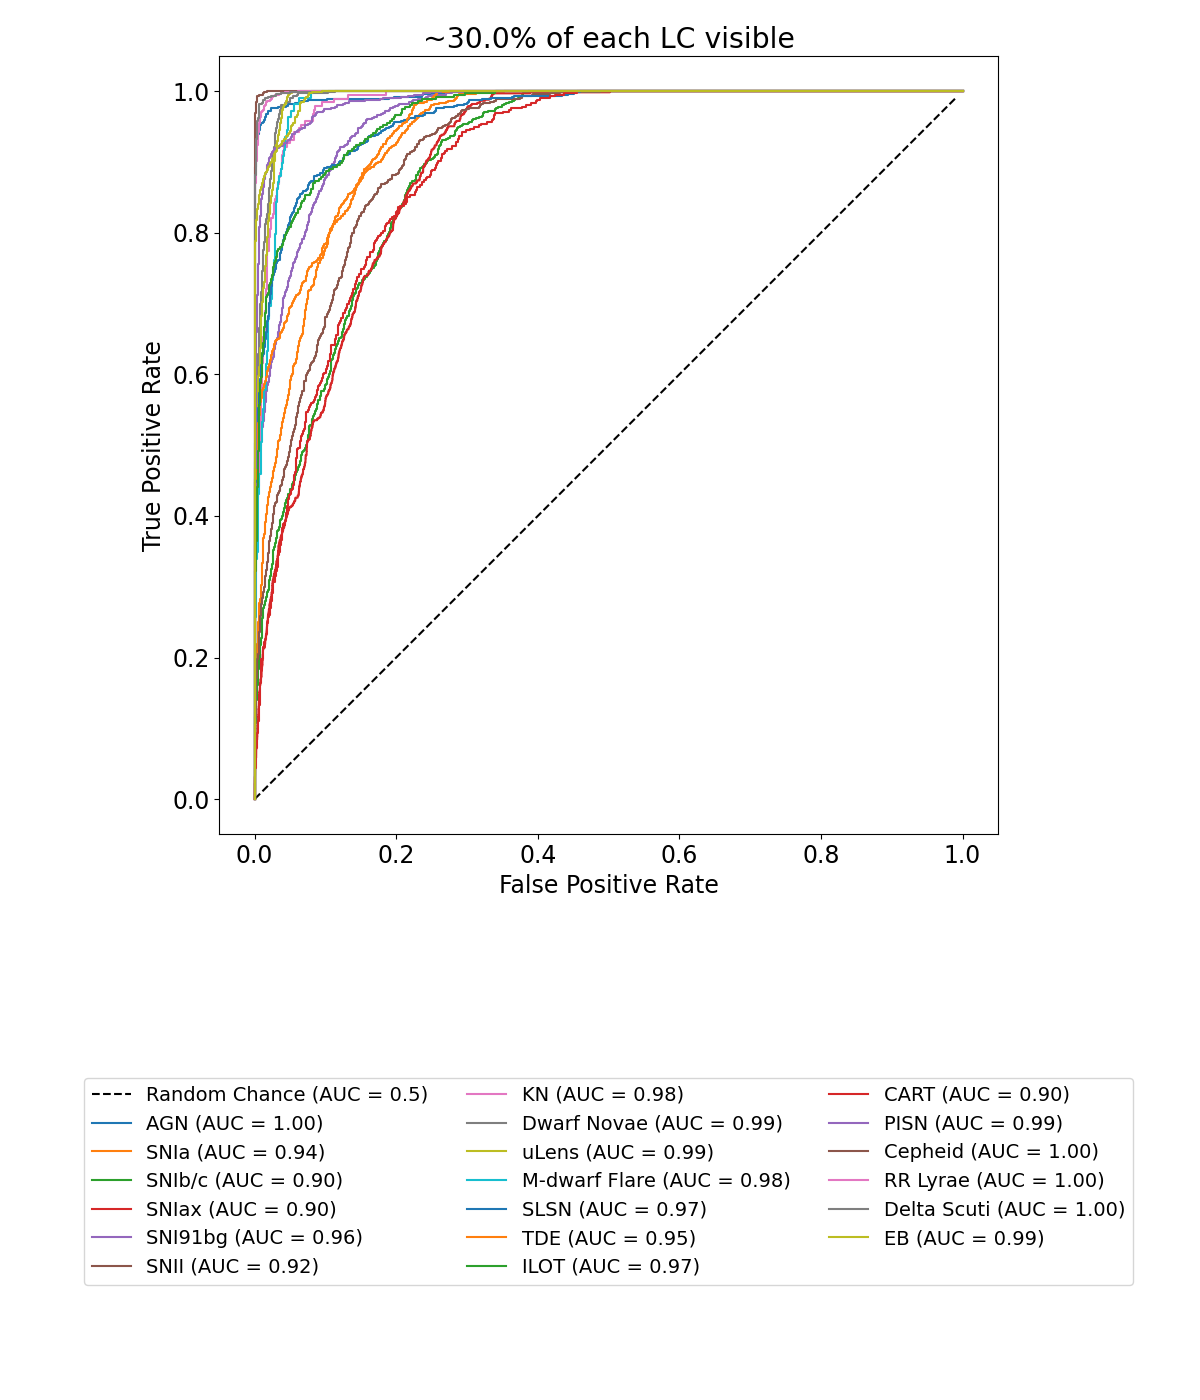 ~30.0% of each LC visible
1.0
0.8
0.6
0.4
0.2
0.0
True Positive Rate
0.0 0.2 0.4 0.6 0.8 1.0
False Positive Rate
Random Chance (AUC = 0.5)
AGN (AUC = 1.00)
SNIa (AUC = 0.94)
SNIb/c (AUC = 0.90)
SNIax (AUC = 0.90)
SNI91bg (AUC = 0.96)
SNII (AUC = 0.92)
KN (AUC = 0.98)
Dwarf Novae (AUC = 0.99)
uLens (AUC = 0.99)
M-dwarf Flare (AUC = 0.98)
SLSN (AUC = 0.97)
TDE (AUC = 0.95)
ILOT (AUC = 0.97)
CART (AUC = 0.90)
PISN (AUC = 0.99)
Cepheid (AUC = 1.00)
RR Lyrae (AUC = 1.00)
Delta Scuti (AUC = 1.00)
EB (AUC = 0.99)